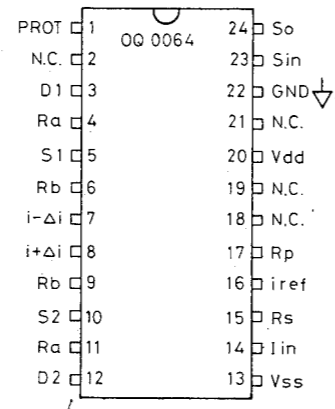 OQ 0064
PROT 1 24 So
N.C. 2 23 Sin
D1 3 22 GND
Ra 4 21 N.C.
S1 5 20 Vdd
Rb 6 19 N.C.
i-Δi 7 18 N.C.
i+Δi 8 17 Rp
Rb 9 16 iref
S2 10 15 Rs
Ra 11 14 Iin
D2 12 13 Vss